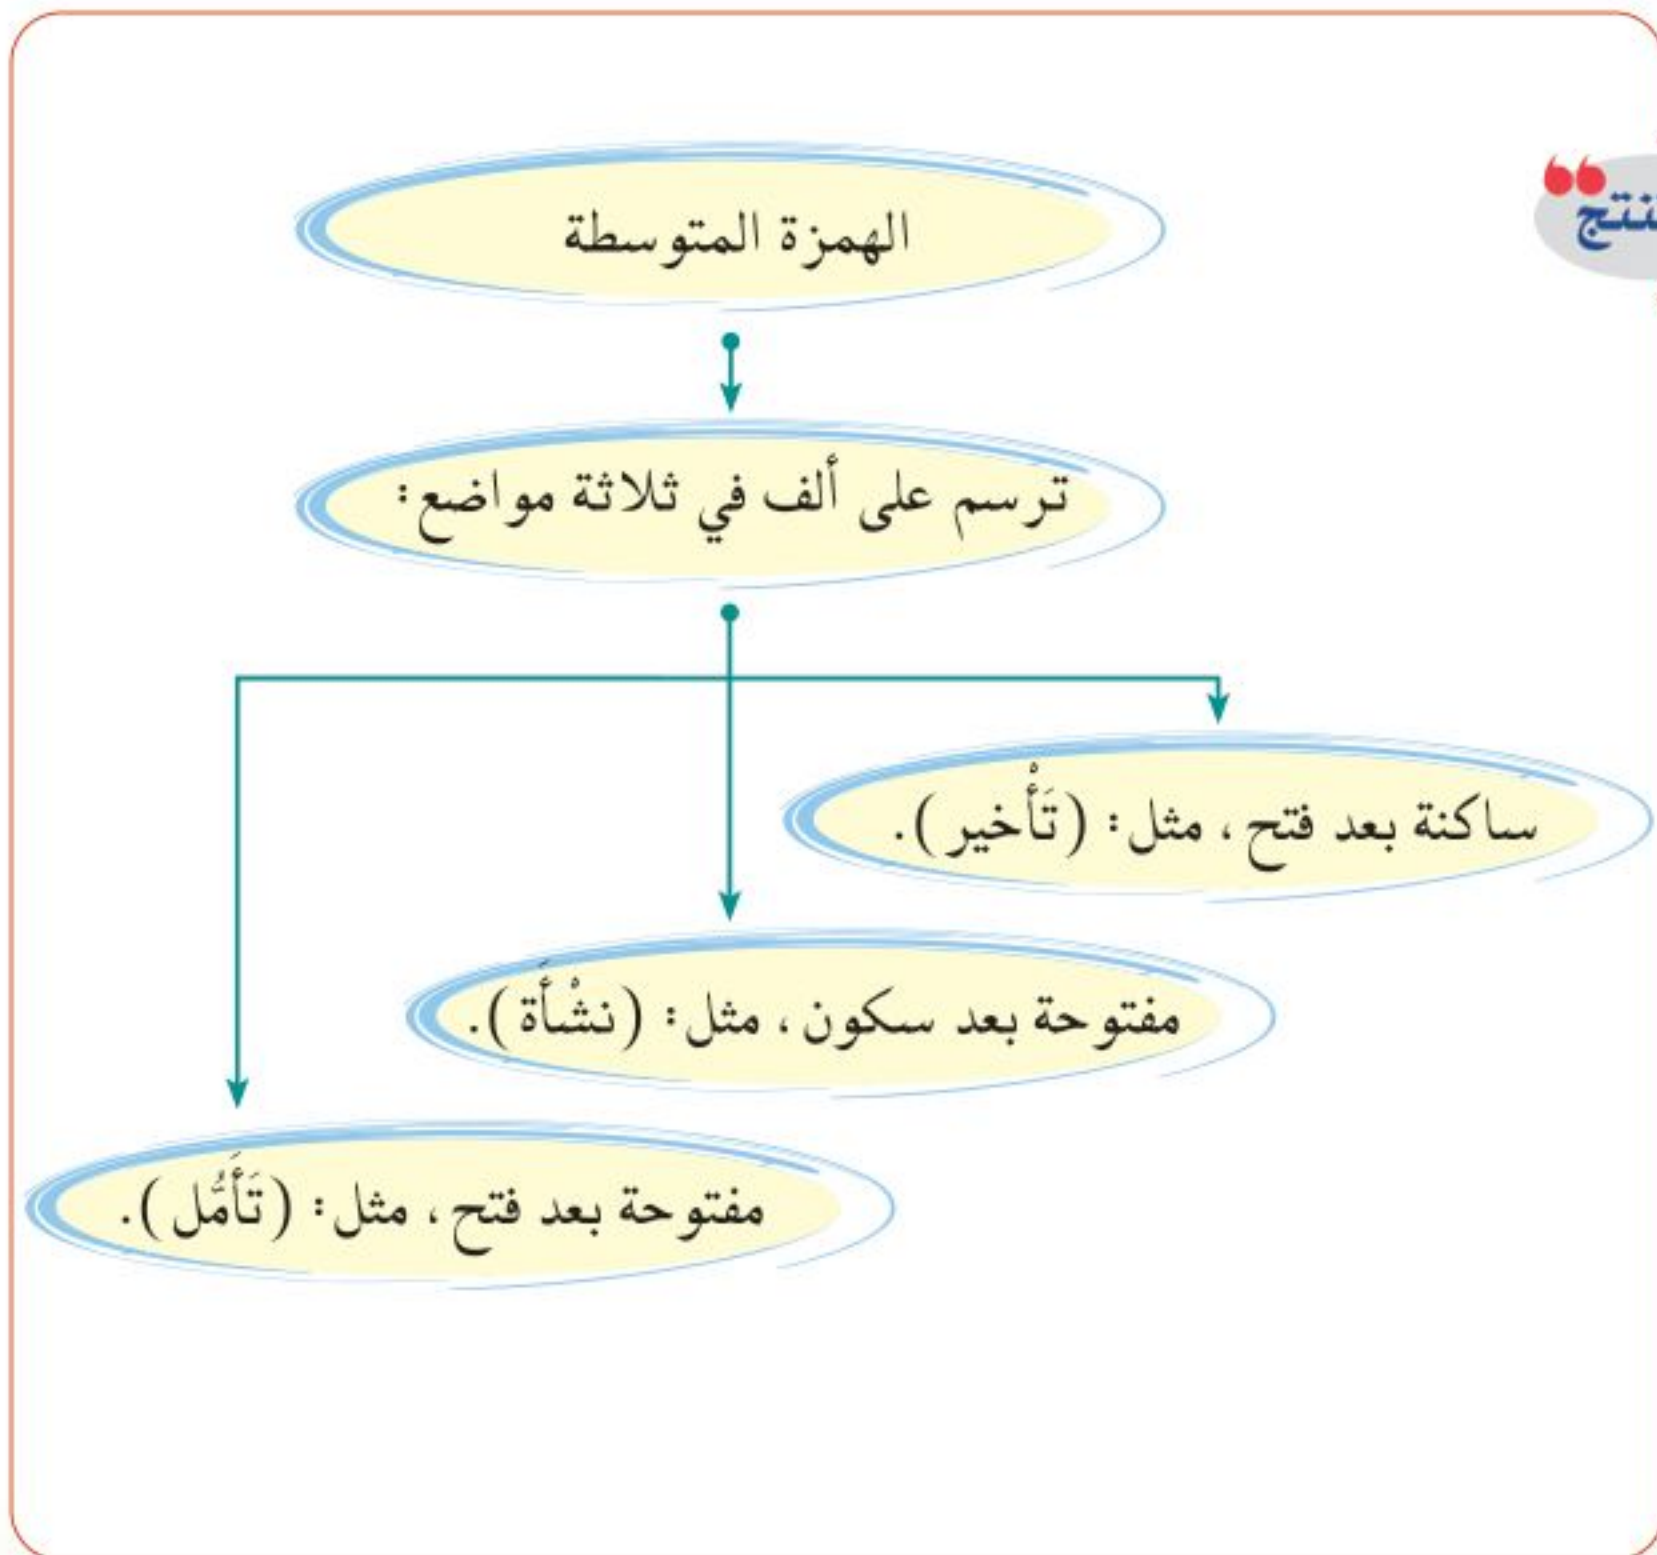 الهمزة المتوسطة
ترسم على ألف في ثلاثة مواضع:
ساكنة بعد فتح، مثل: (تَأْخير).
مفتوحة بعد سكون، مثل: (نشْأَة).
مفتوحة بعد فتح، مثل: (تَأَمُّل).